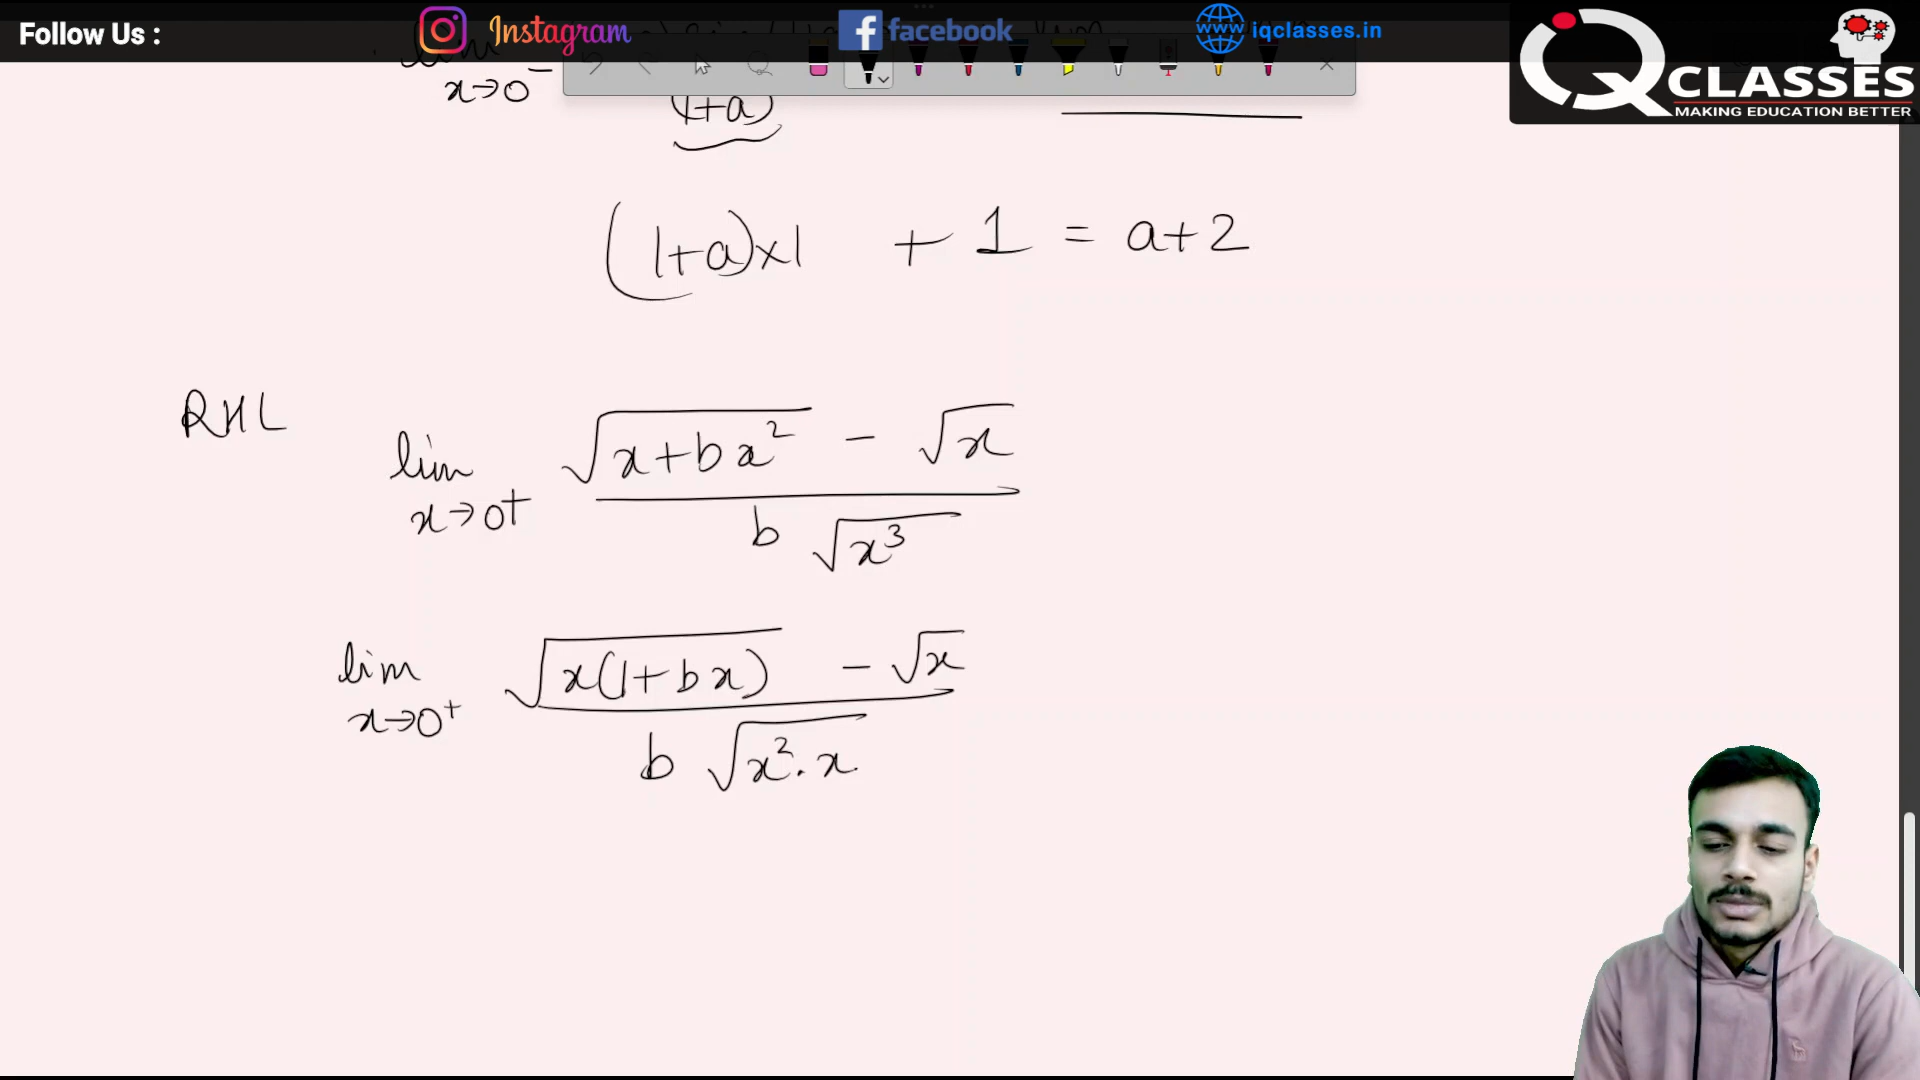 Follow Us :
Instagram
facebook
www iqclasses.in
IQ CLASSES
MAKING EDUCATION BETTER
x→0⁻
(1+a)
(1+a)×1 + 1 = a+2
RHL
lim x→0⁺ (√(x+bx²) - √x) / (b √(x³))
lim x→0⁺ (√(x(1+bx)) - √x) / (b √(x².x))